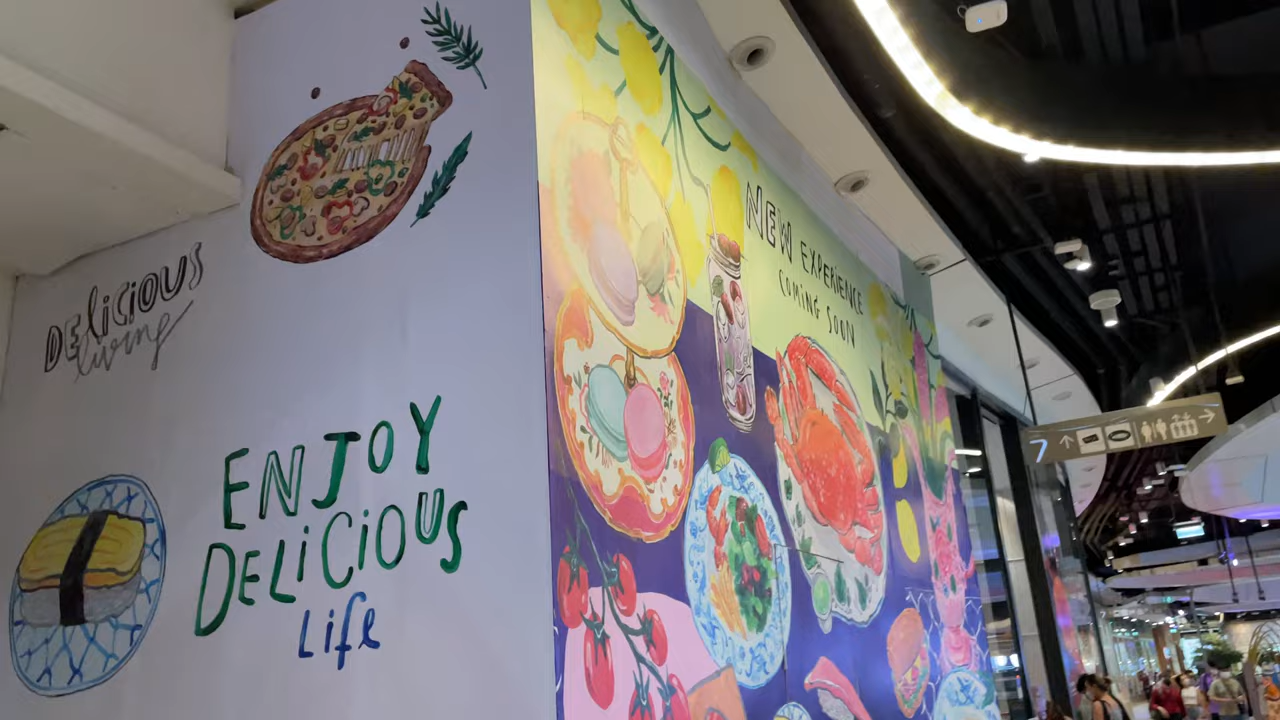 DELiCiOUS
living
ENJOY
DELiCiOUS
Life
NEW EXPERIENCE
COMING SOON
7